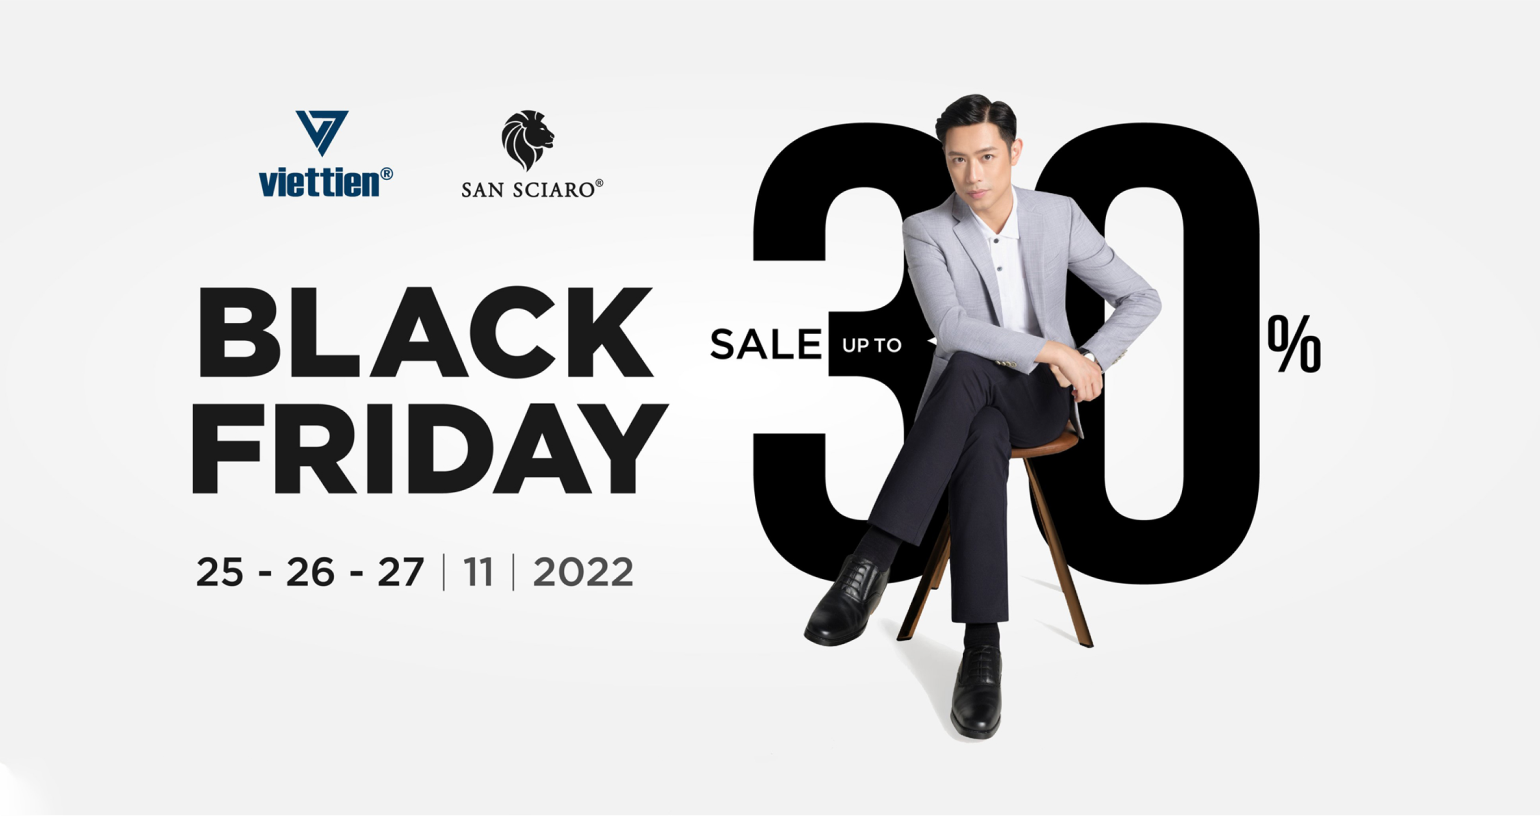 viettien®
SAN SCIARO®
BLACK
FRIDAY
25 - 26 - 27 | 11 | 2022
SALE UP TO
30%